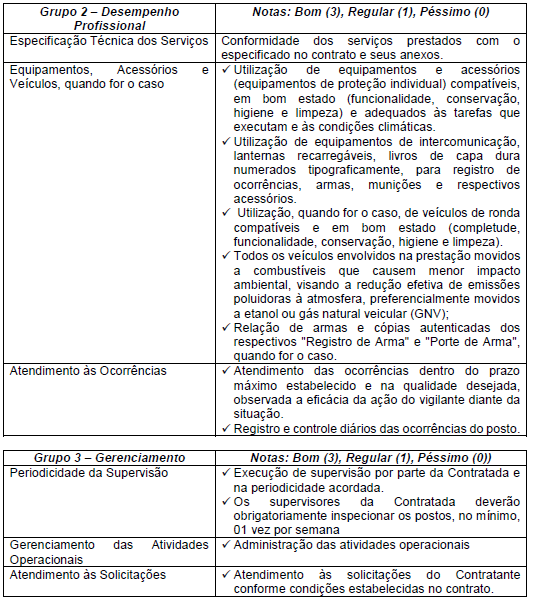 Grupo 2 – Desempenho
Profissional
Notas: Bom (3), Regular (1), Péssimo (0)
Especificação Técnica dos Serviços
Conformidade dos serviços prestados com o
especificado no contrato e seus anexos.
Equipamentos, Acessórios e
Veículos, quando for o caso
✓ Utilização de equipamentos e acessórios
(equipamentos de proteção individual) compatíveis,
em bom estado (funcionalidade, conservação,
higiene e limpeza) e adequados às tarefas que
executam e às condições climáticas.
✓ Utilização de equipamentos de intercomunicação,
lanternas recarregáveis, livros de capa dura
numerados tipograficamente, para registro de
ocorrências, armas, munições e respectivos
acessórios.
✓ Utilização, quando for o caso, de veículos de ronda
compatíveis e em bom estado (completude,
funcionalidade, conservação, higiene e limpeza).
✓ Todos os veículos envolvidos na prestação movidos
a combustíveis que causem menor impacto
ambiental, visando a redução efetiva de emissões
poluidoras à atmosfera, preferencialmente movidos
a etanol ou gás natural veicular (GNV);
✓ Relação de armas e cópias autenticadas dos
respectivos "Registro de Arma" e "Porte de Arma",
quando for o caso.
Atendimento às Ocorrências
✓ Atendimento das ocorrências dentro do prazo
máximo estabelecido e na qualidade desejada,
observada a eficácia da ação do vigilante diante da
situação.
✓ Registro e controle diários das ocorrências do posto.
Grupo 3 – Gerenciamento
Notas: Bom (3), Regular (1), Péssimo (0))
Periodicidade da Supervisão
✓ Execução de supervisão por parte da Contratada e
na periodicidade acordada.
✓ Os supervisores da Contratada deverão
obrigatoriamente inspecionar os postos, no mínimo,
01 vez por semana
Gerenciamento das Atividades
Operacionais
✓ Administração das atividades operacionais
Atendimento às Solicitações
✓ Atendimento às solicitações do Contratante
conforme condições estabelecidas no contrato.